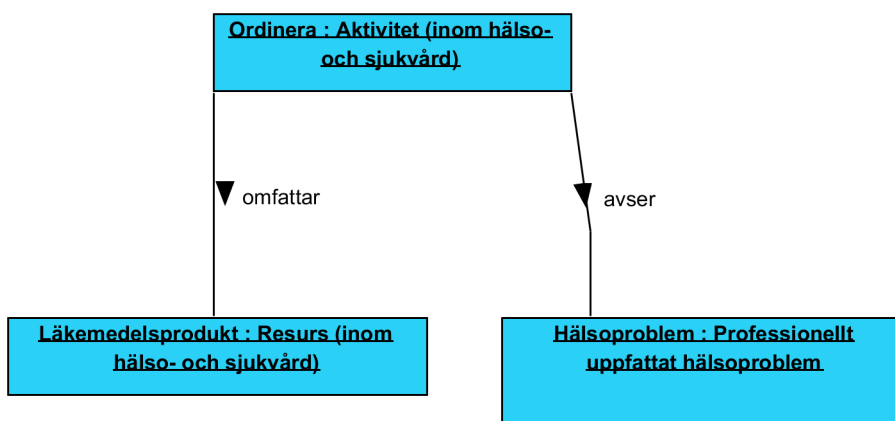 Ordinera : Aktivitet (inom hälso-
och sjukvård)
omfattar
avser
Läkemedelsprodukt : Resurs (inom
hälso- och sjukvård)
Hälsoproblem : Professionellt
uppfattat hälsoproblem